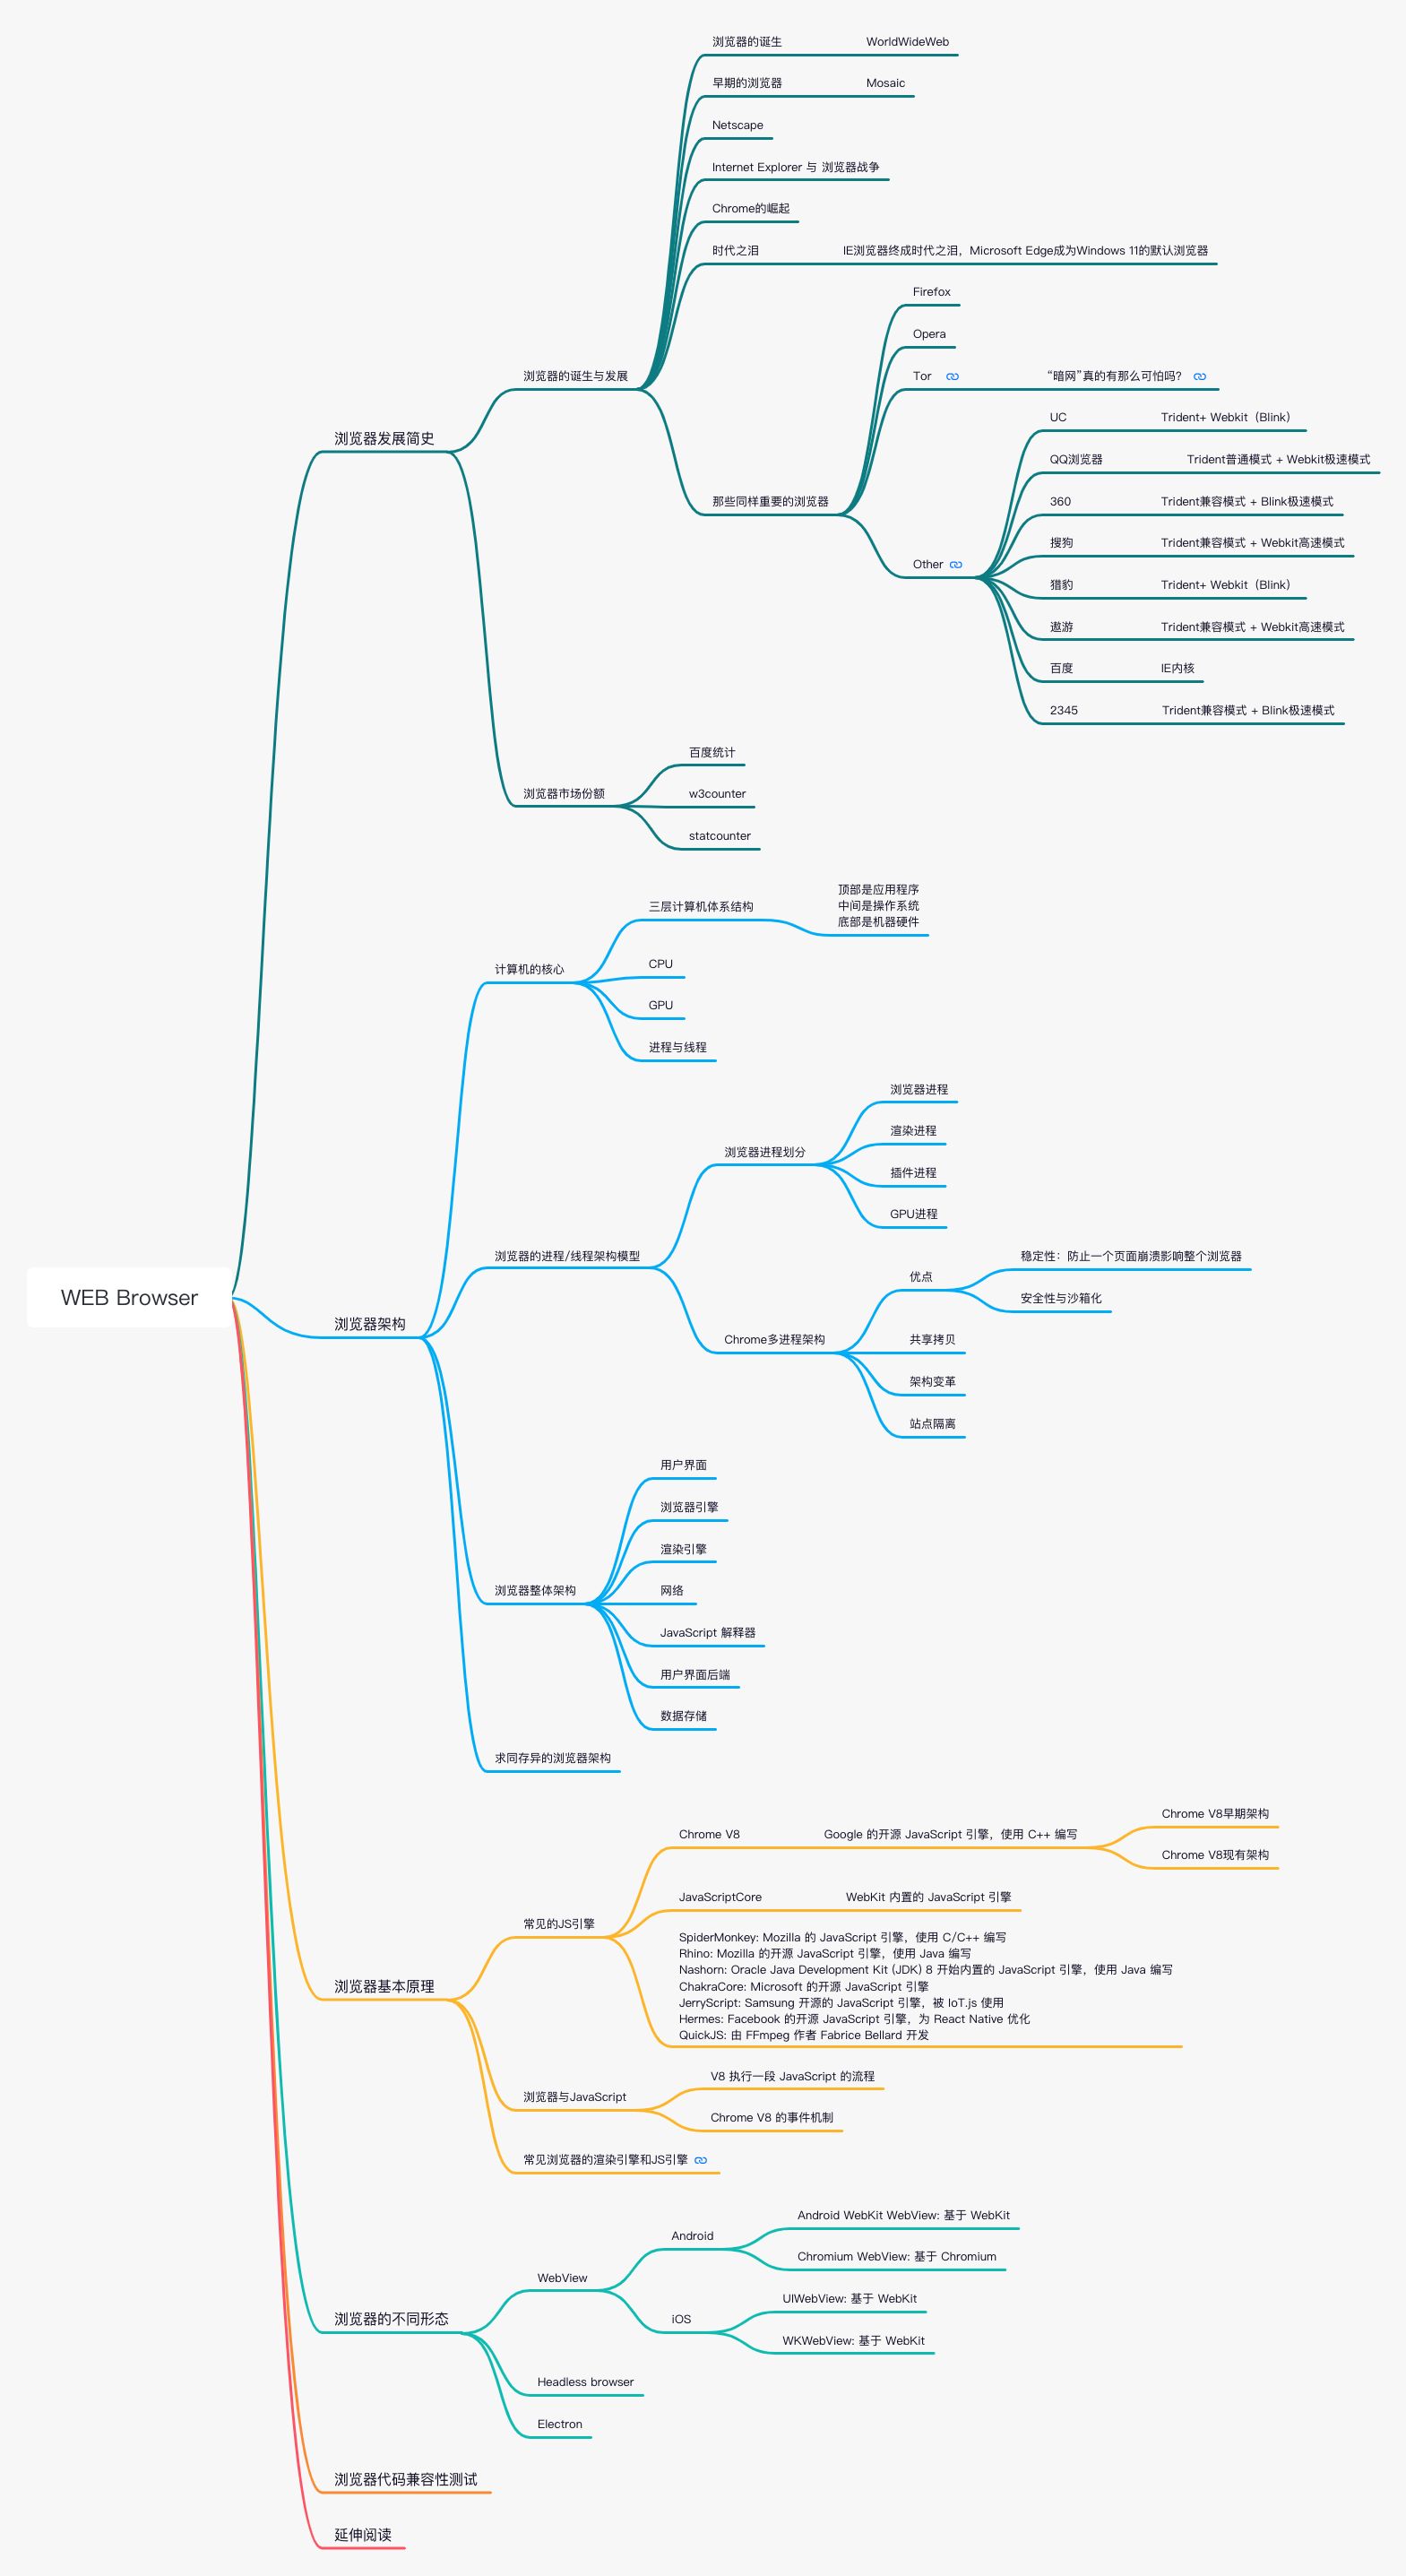 WEB Browser
浏览器发展简史
浏览器的诞生与发展
浏览器的诞生
WorldWideWeb
早期的浏览器
Mosaic
Netscape
Internet Explorer 与 浏览器战争
Chrome的崛起
时代之泪
IE浏览器终成时代之泪，Microsoft Edge成为Windows 11的默认浏览器
那些同样重要的浏览器
Firefox
Opera
Tor
“暗网”真的有那么可怕吗？
Other
UC
Trident+ Webkit（Blink）
QQ浏览器
Trident普通模式 + Webkit极速模式
360
Trident兼容模式 + Blink极速模式
搜狗
Trident兼容模式 + Webkit高速模式
猎豹
Trident+ Webkit（Blink）
遨游
Trident兼容模式 + Webkit高速模式
百度
IE内核
2345
Trident兼容模式 + Blink极速模式
浏览器市场份额
百度统计
w3counter
statcounter
浏览器架构
计算机的核心
三层计算机体系结构
顶部是应用程序
中间是操作系统
底部是机器硬件
CPU
GPU
进程与线程
浏览器的进程/线程架构模型
浏览器进程划分
浏览器进程
渲染进程
插件进程
GPU进程
Chrome多进程架构
优点
稳定性：防止一个页面崩溃影响整个浏览器
安全性与沙箱化
共享拷贝
架构变革
站点隔离
浏览器整体架构
用户界面
浏览器引擎
渲染引擎
网络
JavaScript 解释器
用户界面后端
数据存储
求同存异的浏览器架构
浏览器基本原理
常见的JS引擎
Chrome V8
Google 的开源 JavaScript 引擎，使用 C++ 编写
Chrome V8早期架构
Chrome V8现有架构
JavaScriptCore
WebKit 内置的 JavaScript 引擎
SpiderMonkey: Mozilla 的 JavaScript 引擎，使用 C/C++ 编写
Rhino: Mozilla 的开源 JavaScript 引擎，使用 Java 编写
Nashorn: Oracle Java Development Kit (JDK) 8 开始内置的 JavaScript 引擎，使用 Java 编写
ChakraCore: Microsoft 的开源 JavaScript 引擎
JerryScript: Samsung 开源的 JavaScript 引擎，被 IoT.js 使用
Hermes: Facebook 的开源 JavaScript 引擎，为 React Native 优化
QuickJS: 由 FFmpeg 作者 Fabrice Bellard 开发
浏览器与JavaScript
V8 执行一段 JavaScript 的流程
Chrome V8 的事件机制
常见浏览器的渲染引擎和JS引擎
浏览器的不同形态
WebView
Android
Android WebKit WebView: 基于 WebKit
Chromium WebView: 基于 Chromium
iOS
UIWebView: 基于 WebKit
WKWebView: 基于 WebKit
Headless browser
Electron
浏览器代码兼容性测试
延伸阅读